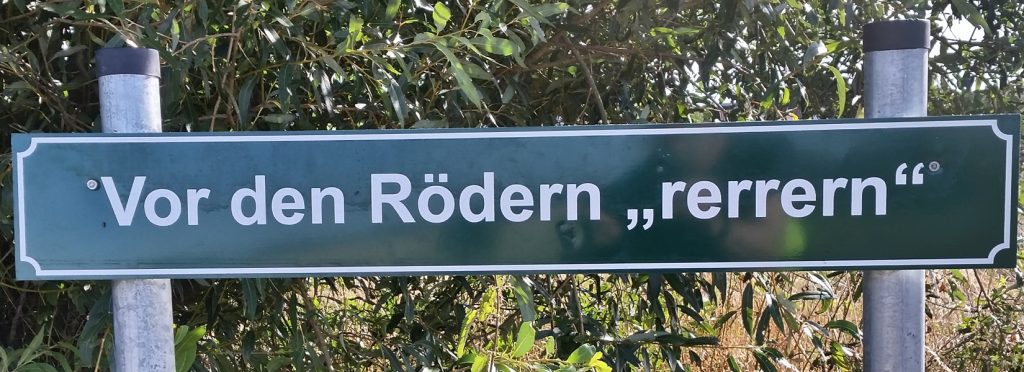 Vor den Rödern „rerrern“